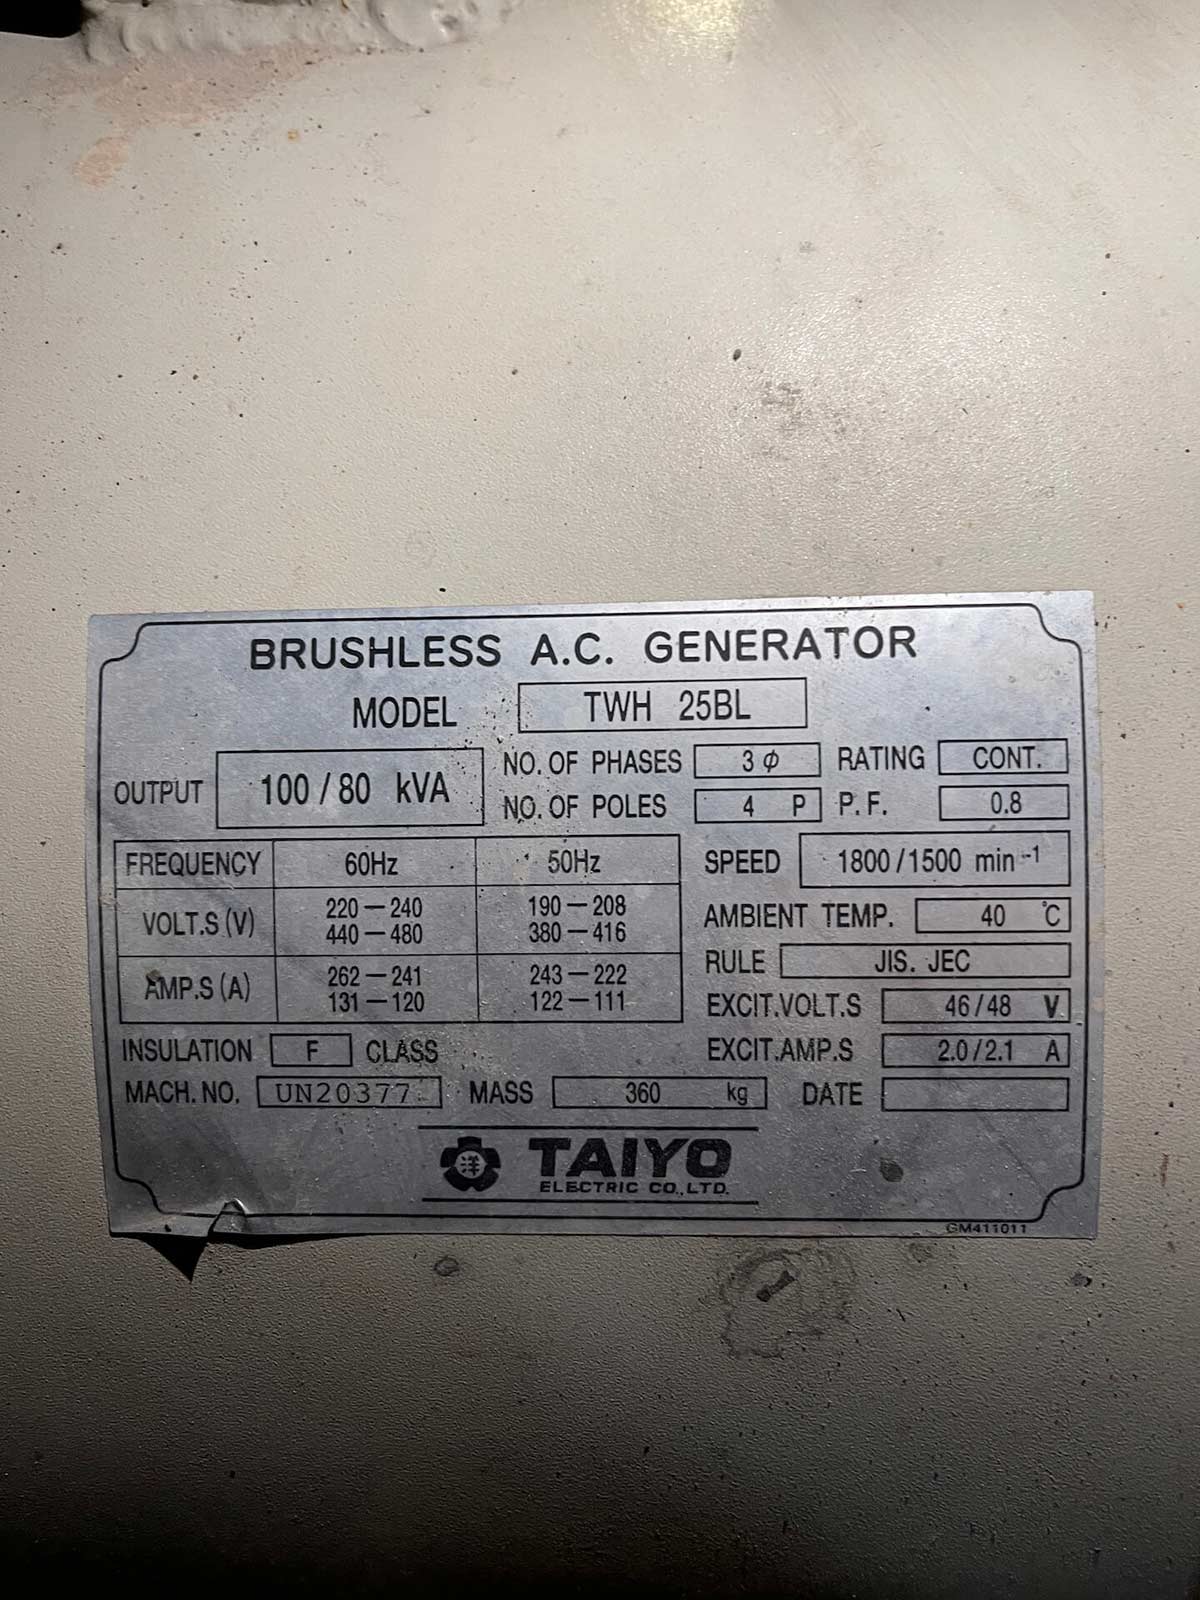 BRUSHLESS A.C. GENERATOR
MODEL TWH 25BL
OUTPUT 100/80 kVA
NO. OF PHASES 3φ RATING CONT.
NO. OF POLES 4 P P.F. 0.8
FREQUENCY 60Hz 50Hz
SPEED 1800/1500 min⁻¹
VOLT.S (V) 220－240 190－208
440－480 380－416
AMBIENT TEMP. 40 ℃
RULE JIS. JEC
AMP.S (A) 262－241 243－222
131－120 122－111
EXCIT.VOLT.S 46/48 V
INSULATION F CLASS
EXCIT.AMP.S 2.0/2.1 A
MACH. NO. UN20377 MASS 360 kg DATE
洋 TAIYO
ELECTRIC CO., LTD.
GM411011